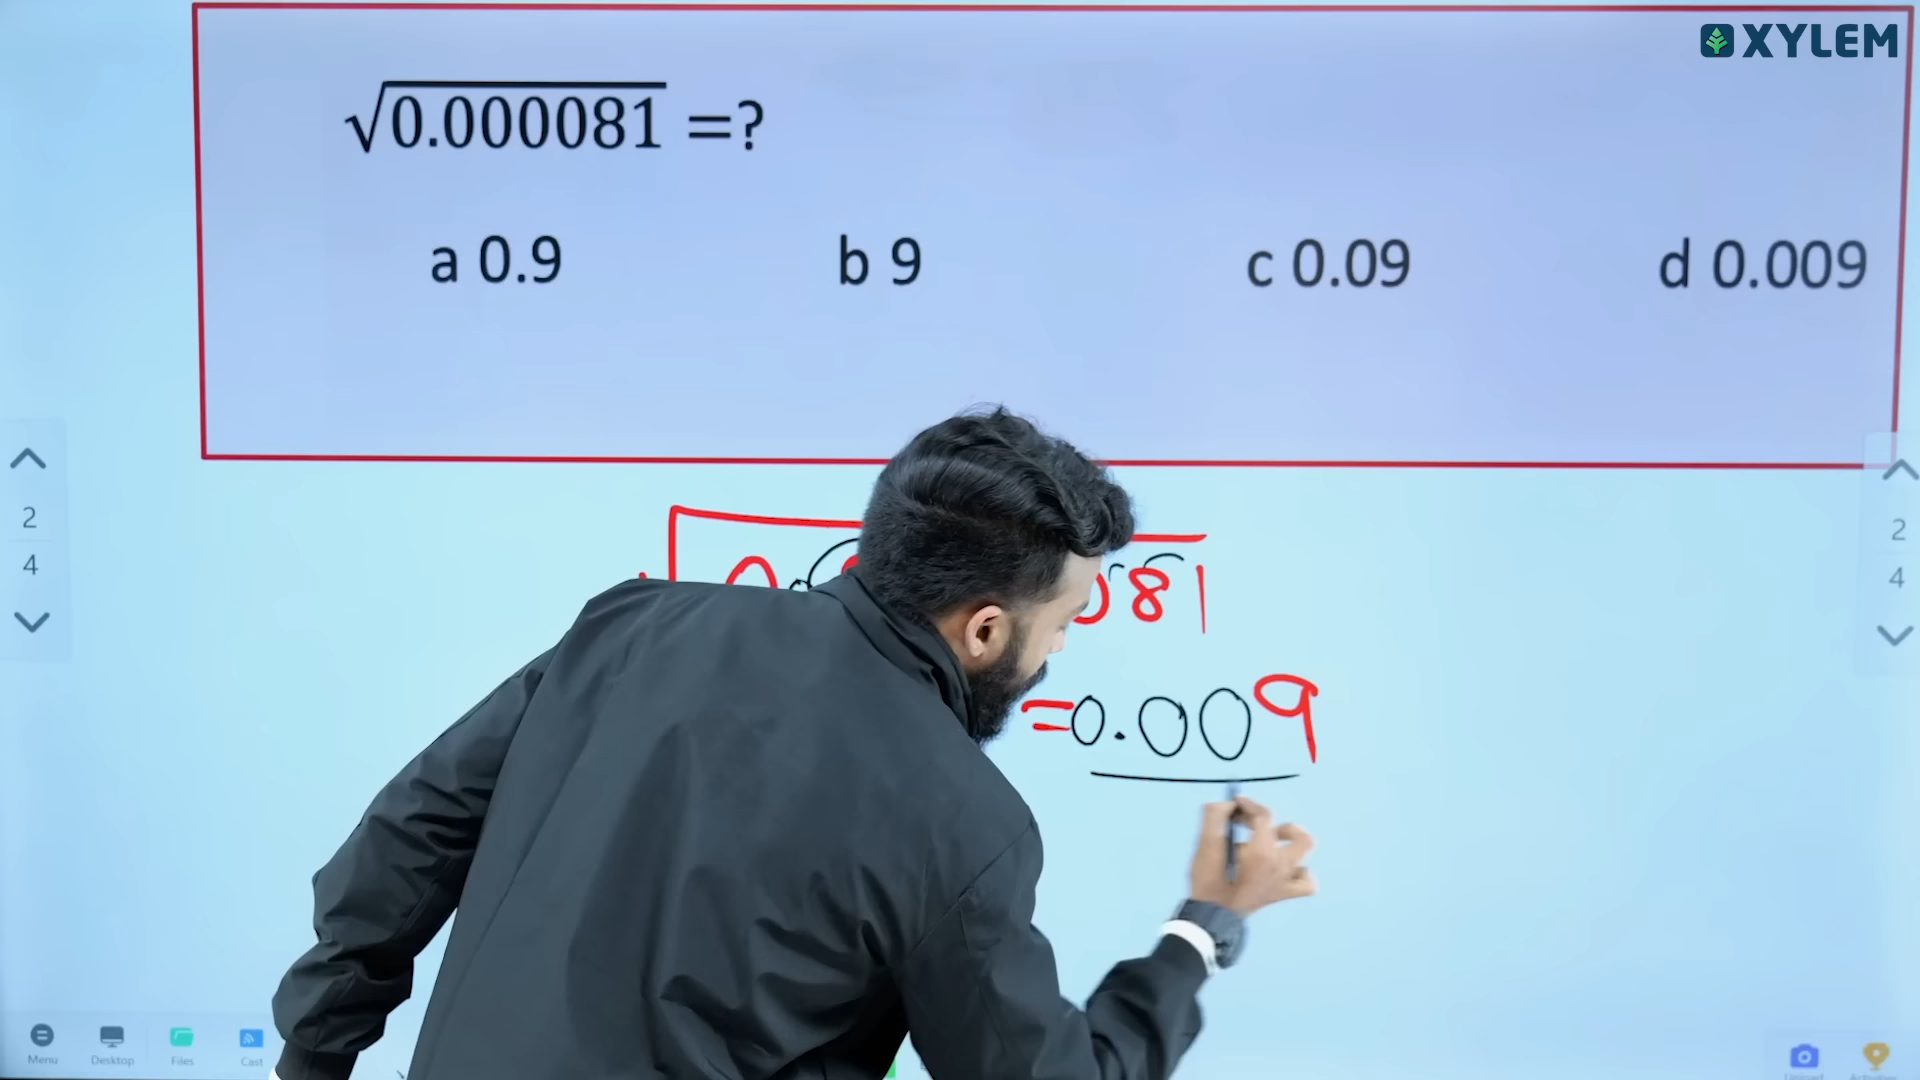 XYLEM
√0.000081 =?
a 0.9 b 9 c 0.09 d 0.009
2
4
2
4
0. 081
=0.009
Menu Desktop Files Cast